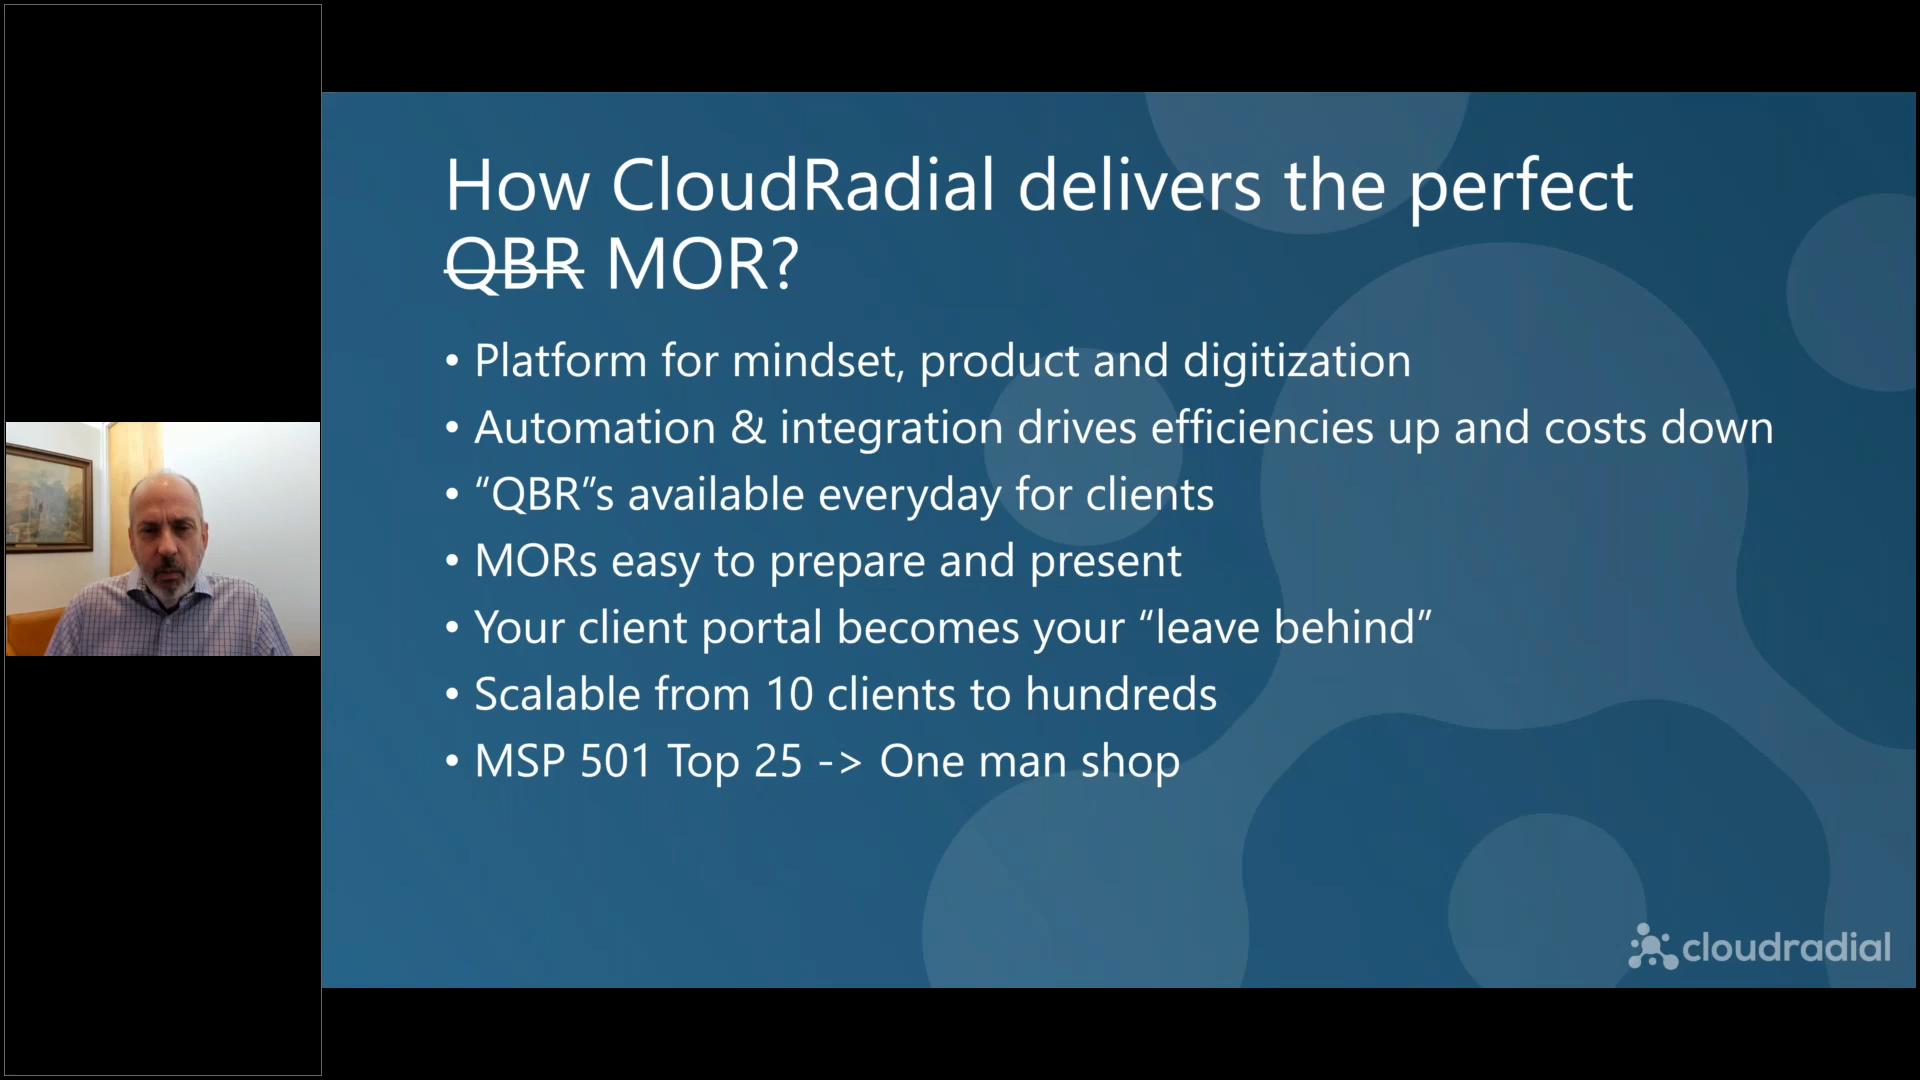 How CloudRadial delivers the perfect
QBR MOR?
• Platform for mindset, product and digitization
• Automation & integration drives efficiencies up and costs down
• “QBR”s available everyday for clients
• MORs easy to prepare and present
• Your client portal becomes your “leave behind”
• Scalable from 10 clients to hundreds
• MSP 501 Top 25 -> One man shop
cloudradial